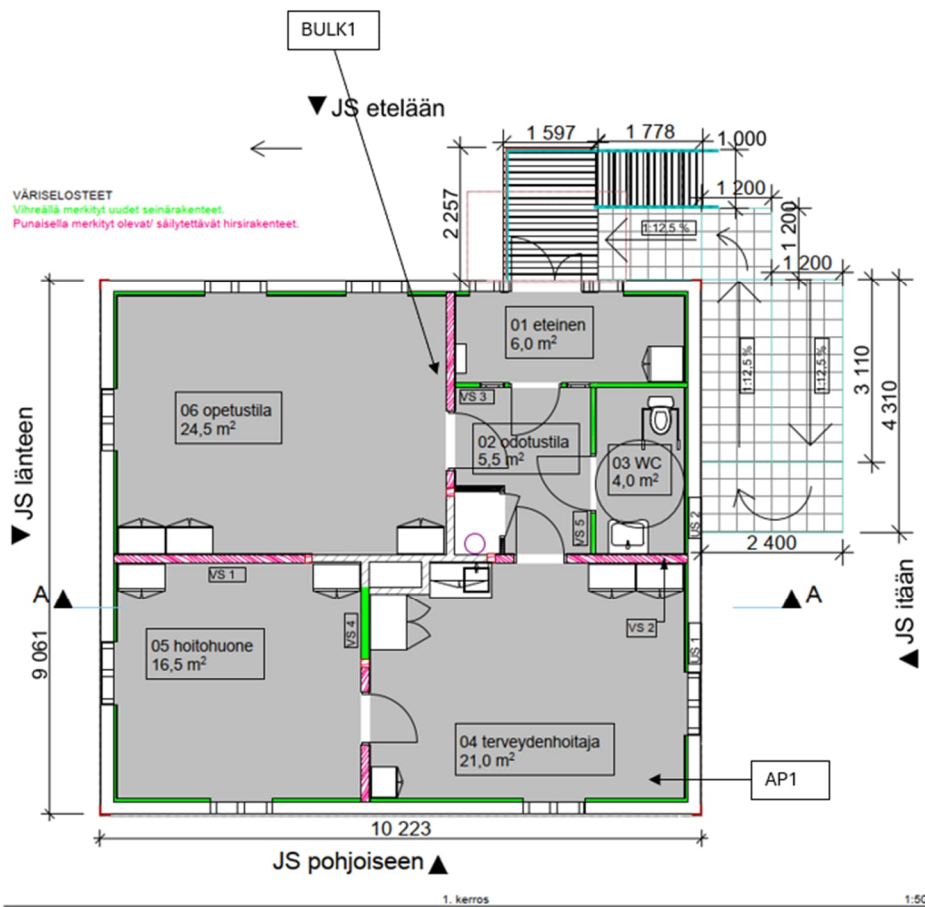 BULK1
▼ JS etelään
1 597
1 778
1 000
1 200
VÄRISELOSTEET
Vihreällä merkityt uudet seinärakenteet.
Punaisella merkityt olevat/ säilytettävät hirsirakenteet.
2 257
1:12,5 %
1 200
1 200
01 eteinen
6,0 m²
1:12,5 %
1:12,5 %
3 110
4 310
VS 3
06 opetustila
24,5 m²
02 odotustila
5,5 m²
03 WC
4,0 m²
▼ JS länteen
VS 5
US 2
2 400
VS 1
A
A
VS 4
VS 2
US 1
▲ JS itään
9 061
05 hoitohuone
16,5 m²
04 terveydenhoitaja
21,0 m²
AP1
10 223
JS pohjoiseen ▲
1. kerros
1:50